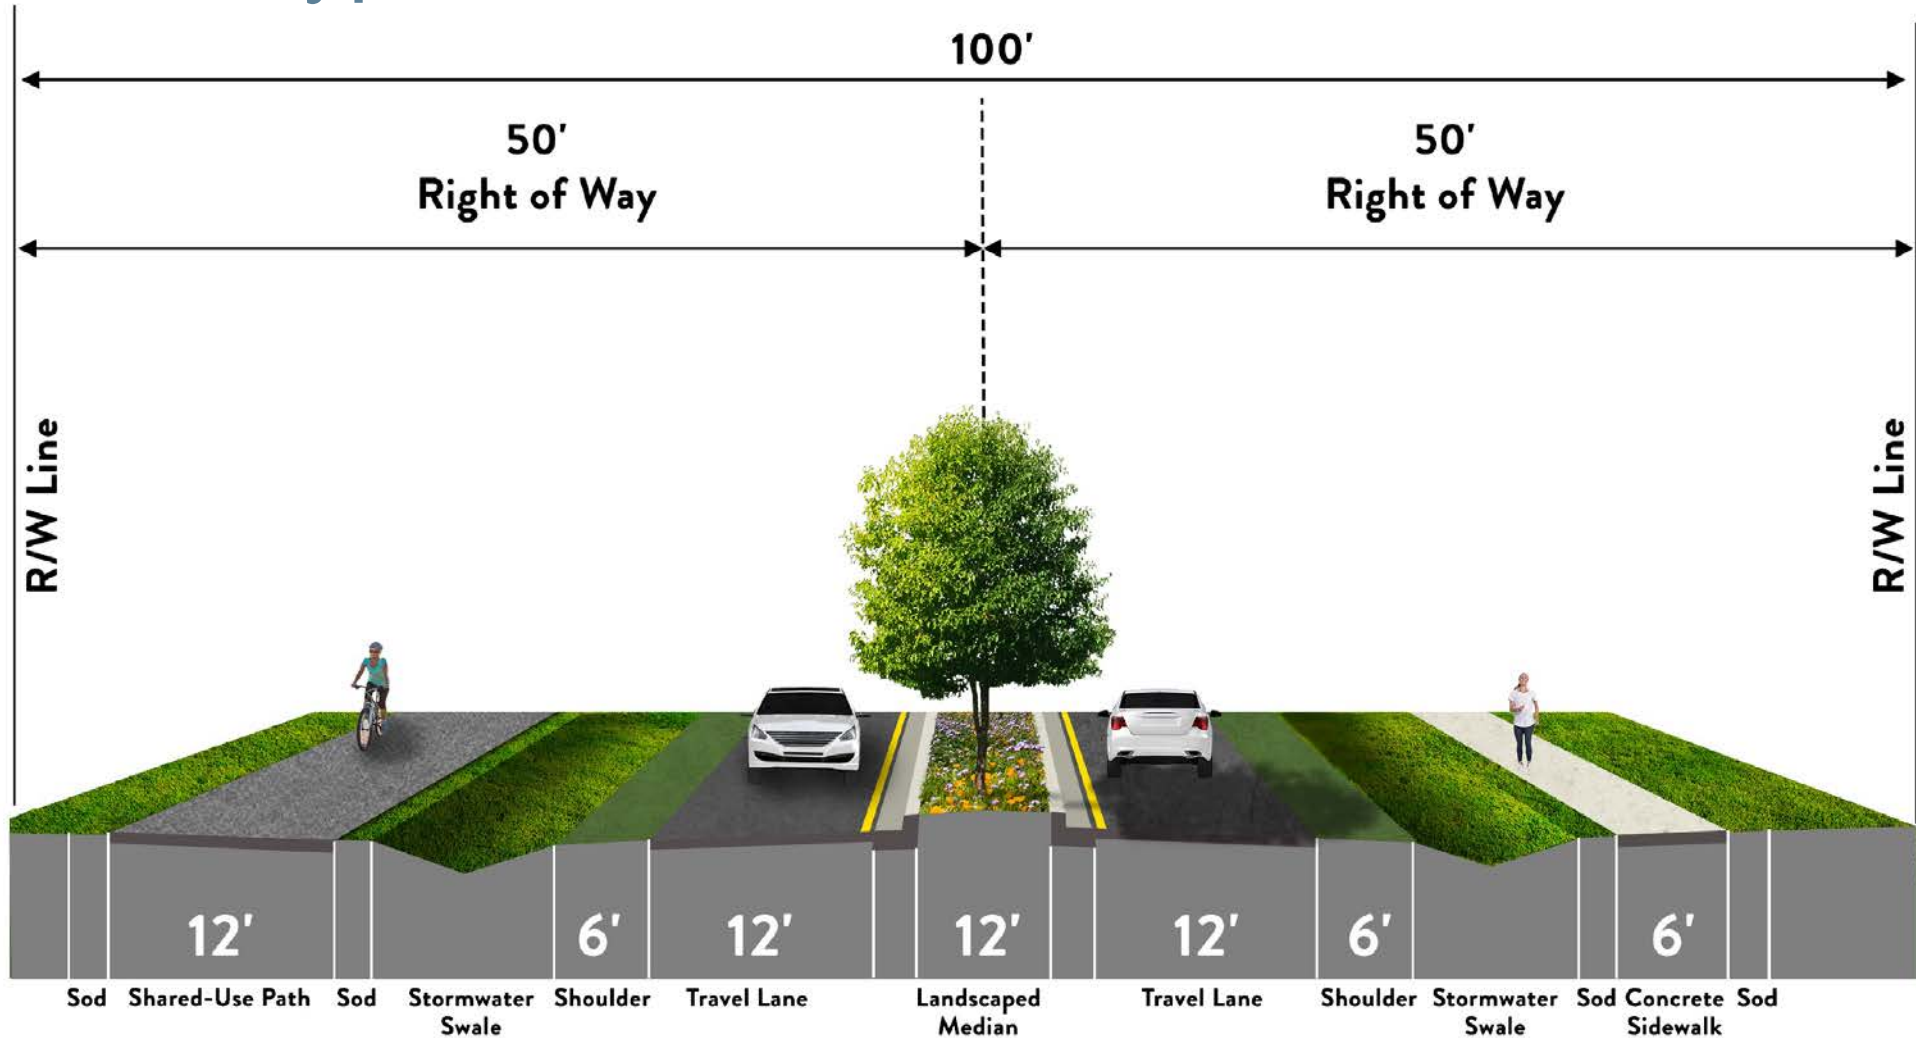 100'
50'
Right of Way
50'
Right of Way
R/W Line
R/W Line
12'
6'
12'
12'
12'
6'
6'
Sod
Shared-Use Path
Sod
Stormwater
Swale
Shoulder
Travel Lane
Landscaped
Median
Travel Lane
Shoulder
Stormwater
Swale
Sod
Concrete
Sidewalk
Sod